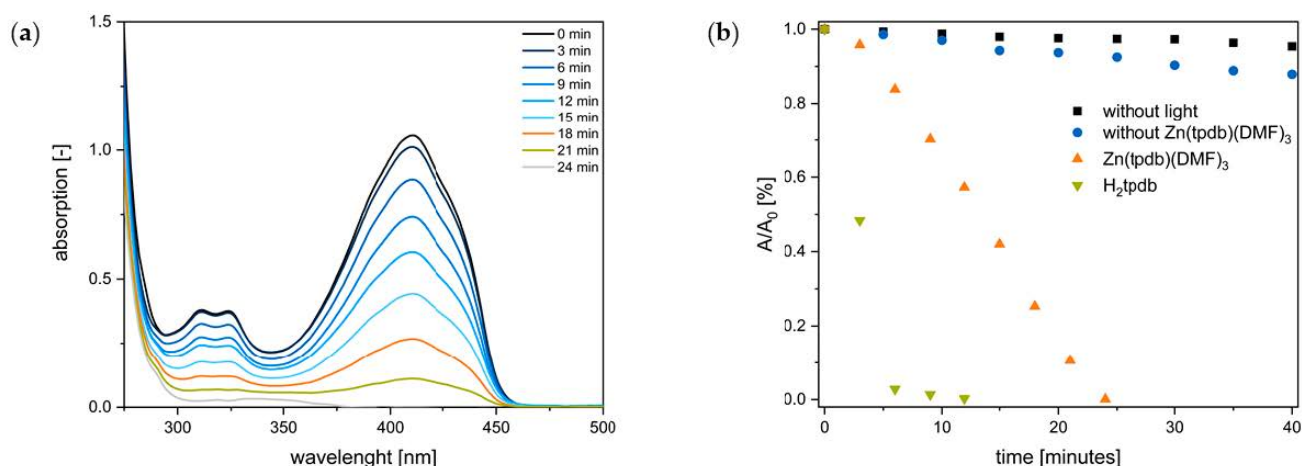 (a)
1.5
1.0
0.5
0.0
absorption [-]
300
350
400
450
500
wavelenght [nm]
0 min
3 min
6 min
9 min
12 min
15 min
18 min
21 min
24 min
(b)
1.0
0.8
0.6
0.4
0.2
0.0
A/A₀ [%]
0
10
20
30
40
time [minutes]
without light
without Zn(tpdb)(DMF)₃
Zn(tpdb)(DMF)₃
H₂tpdb